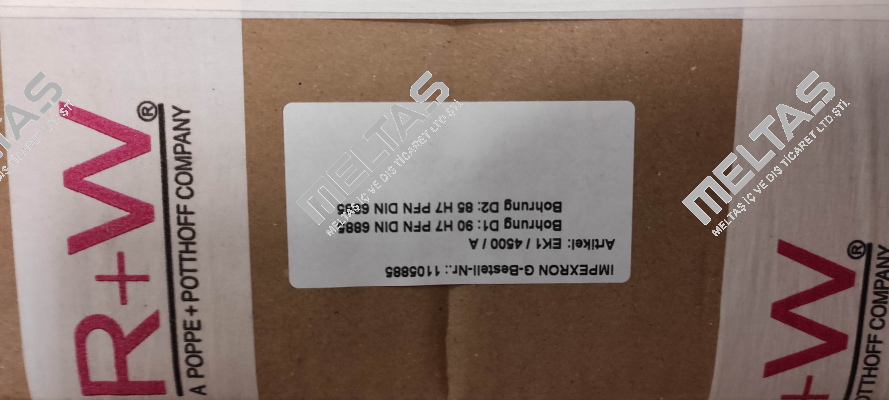 IMPEXRON G-Bestell-Nr.: 1105885
Artikel: EK1 / 4500 / A
Bohrung D1: 90 H7 PFN DIN 6885
Bohrung D2: 85 H7 PFN DIN 6885
R+W®
A POPPE + POTTHOFF COMPANY
+W®
OTTHOFF COMPANY
MELTAŞ
MELTAŞ İÇ VE DIŞ TİCARET LTD.ŞTİ.
MELTAŞ
MELTAŞ İÇ VE DIŞ TİCARET LTD.ŞTİ.